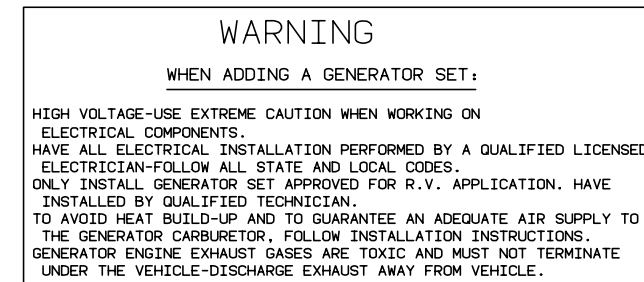 WARNING
WHEN ADDING A GENERATOR SET:
HIGH VOLTAGE-USE EXTREME CAUTION WHEN WORKING ON
ELECTRICAL COMPONENTS.
HAVE ALL ELECTRICAL INSTALLATION PERFORMED BY A QUALIFIED LICENSED
ELECTRICIAN-FOLLOW ALL STATE AND LOCAL CODES.
ONLY INSTALL GENERATOR SET APPROVED FOR R.V. APPLICATION. HAVE
INSTALLED BY QUALIFIED TECHNICIAN.
TO AVOID HEAT BUILD-UP AND TO GUARANTEE AN ADEQUATE AIR SUPPLY TO
THE GENERATOR CARBURETOR, FOLLOW INSTALLATION INSTRUCTIONS.
GENERATOR ENGINE EXHAUST GASES ARE TOXIC AND MUST NOT TERMINATE
UNDER THE VEHICLE-DISCHARGE EXHAUST AWAY FROM VEHICLE.